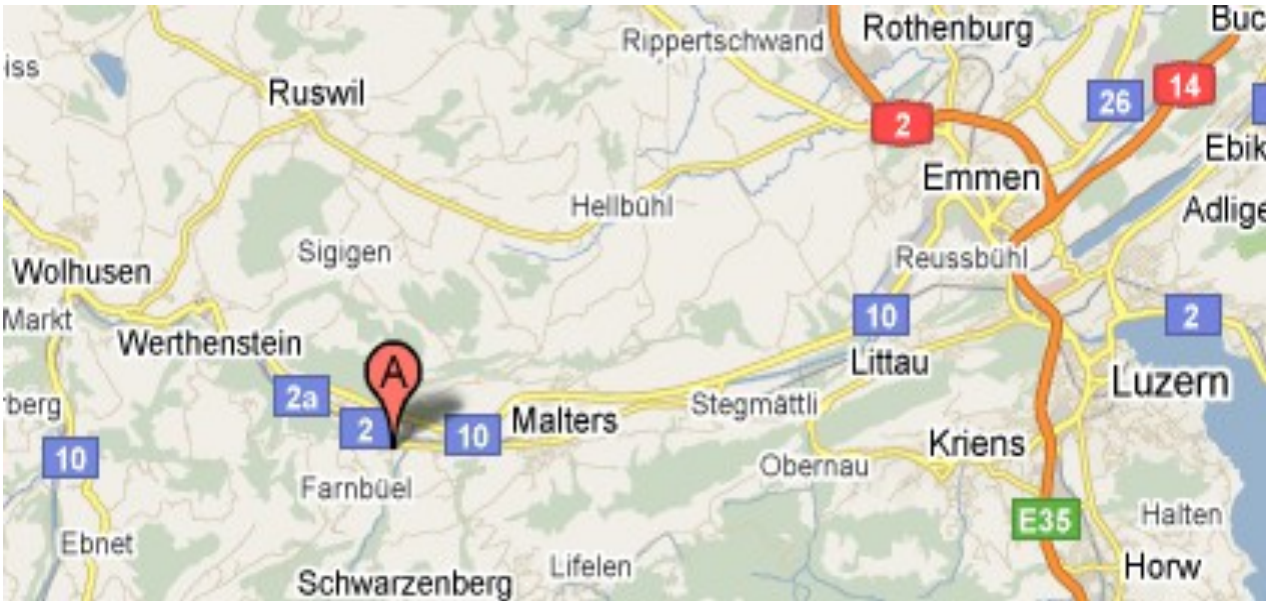 Buc
Rothenburg
Rippertschwand
iss
14
26
Ruswil
2
Ebik
Emmen
Hellbühl
Adlige
Sigigen
Reussbühl
Wolhusen
10
2
Markt
Werthenstein
Littau
A
Luzern
2a
rberg
Stegmättli
Malters
2
10
Kriens
10
Obernau
Farnbüel
Halten
E35
Ebnet
Lifelen
Horw
Schwarzenberg